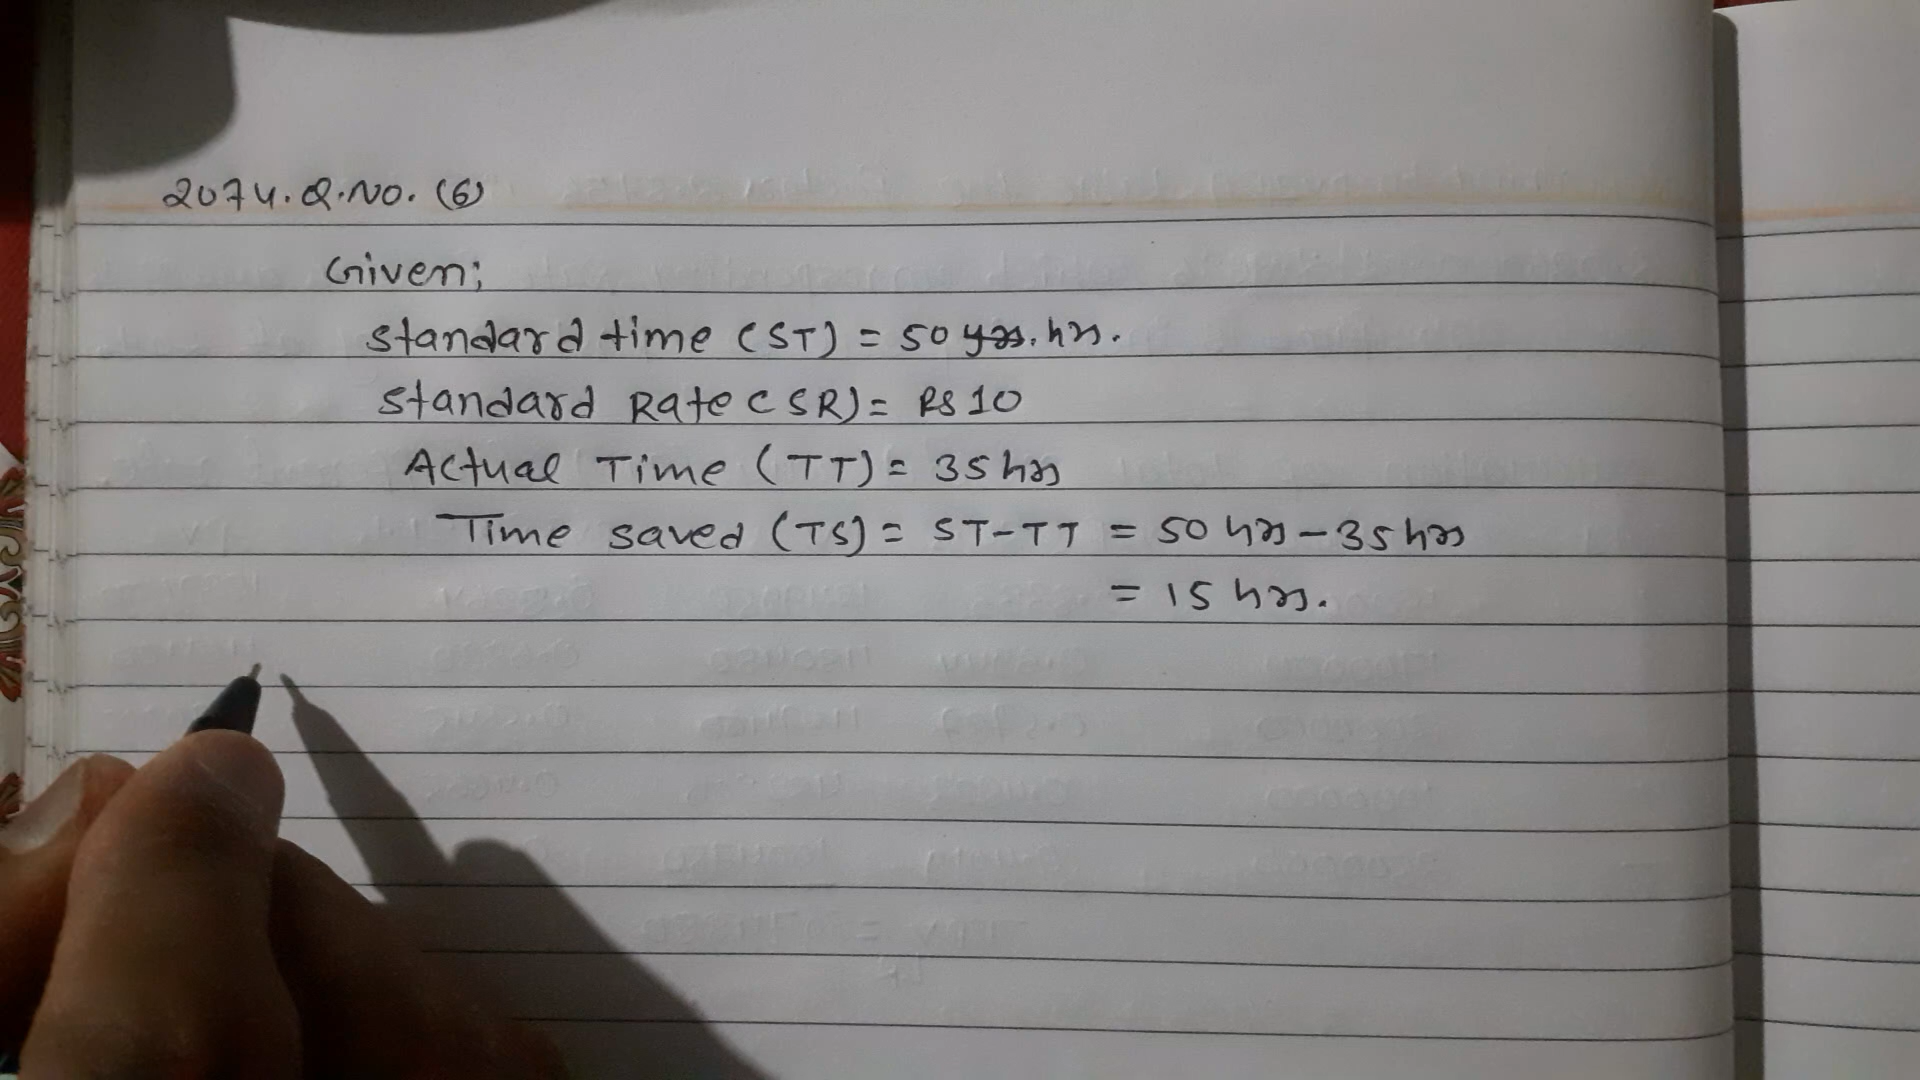 2074.Q.NO. (6)
Given;
standard time (ST) = 50 yrs. hrs.
Standard Rate (SR) = RS 10
Actual Time (TT) = 35 hrs
Time saved (TS) = ST-TT = 50 hrs - 35 hrs
= 15 hrs.